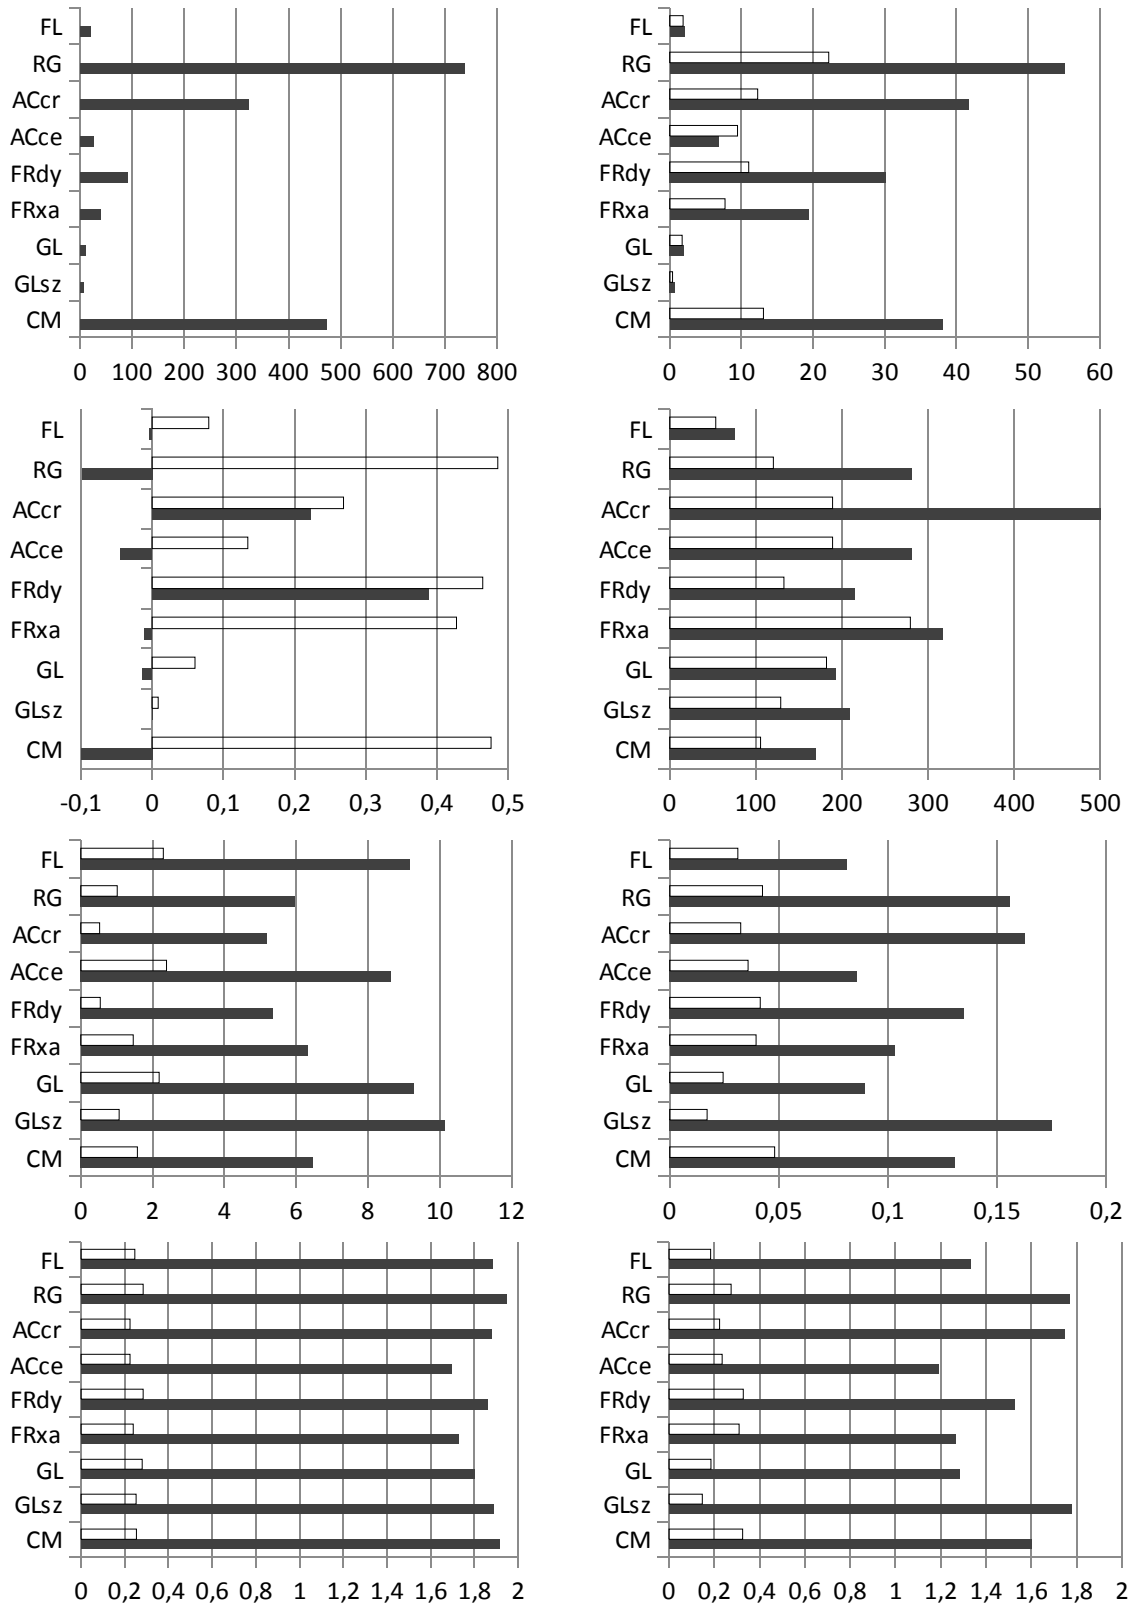 FL
RG
ACcr
ACce
FRdy
FRxa
GL
GLsz
CM
0 100 200 300 400 500 600 700 800
FL
RG
ACcr
ACce
FRdy
FRxa
GL
GLsz
CM
0 10 20 30 40 50 60
FL
RG
ACcr
ACce
FRdy
FRxa
GL
GLsz
CM
-0,1 0 0,1 0,2 0,3 0,4 0,5
FL
RG
ACcr
ACce
FRdy
FRxa
GL
GLsz
CM
0 100 200 300 400 500
FL
RG
ACcr
ACce
FRdy
FRxa
GL
GLsz
CM
0 2 4 6 8 10 12
FL
RG
ACcr
ACce
FRdy
FRxa
GL
GLsz
CM
0 0,05 0,1 0,15 0,2
FL
RG
ACcr
ACce
FRdy
FRxa
GL
GLsz
CM
0 0,2 0,4 0,6 0,8 1 1,2 1,4 1,6 1,8 2
FL
RG
ACcr
ACce
FRdy
FRxa
GL
GLsz
CM
0 0,2 0,4 0,6 0,8 1 1,2 1,4 1,6 1,8 2